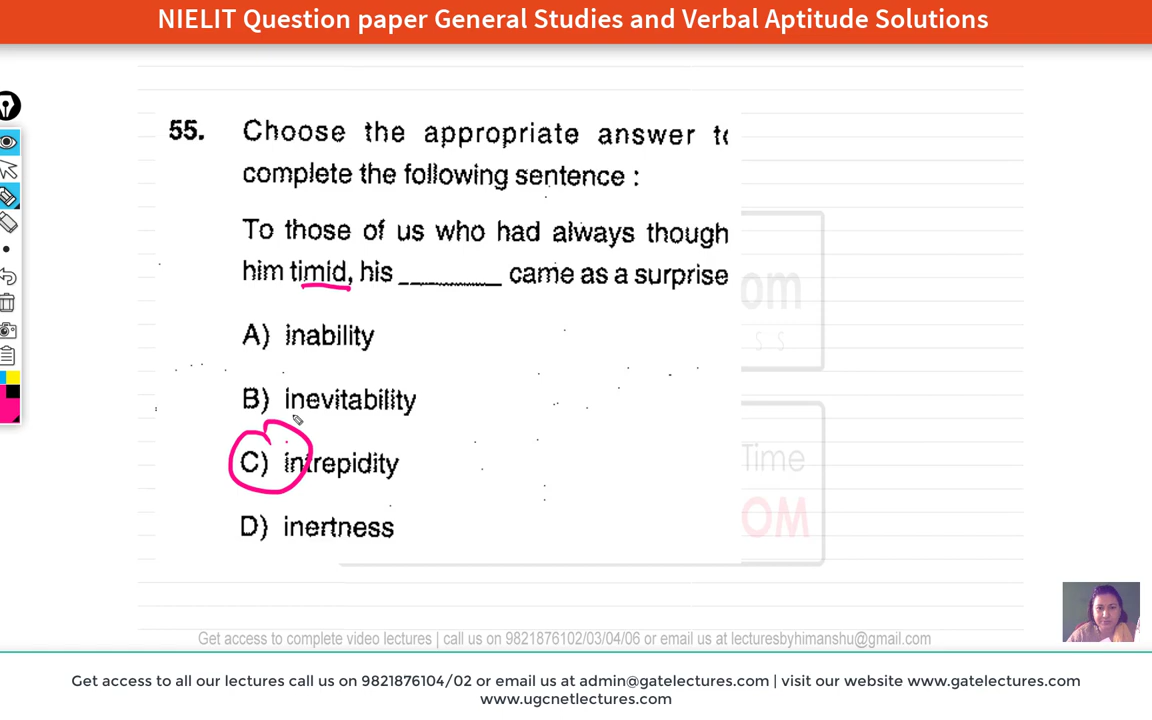 NIELIT Question paper General Studies and Verbal Aptitude Solutions
55. Choose the appropriate answer to
complete the following sentence :
To those of us who had always though
him timid, his ________ came as a surprise
om
A) inability
S S
B) inevitability
C) intrepidity
Time
OM
D) inertness
Get access to complete video lectures | call us on 9821876102/03/04/06 or email us at lecturesbyhimanshu@gmail.com
Get access to all our lectures call us on 9821876104/02 or email us at admin@gatelectures.com | visit our website www.gatelectures.com
www.ugcnetlectures.com